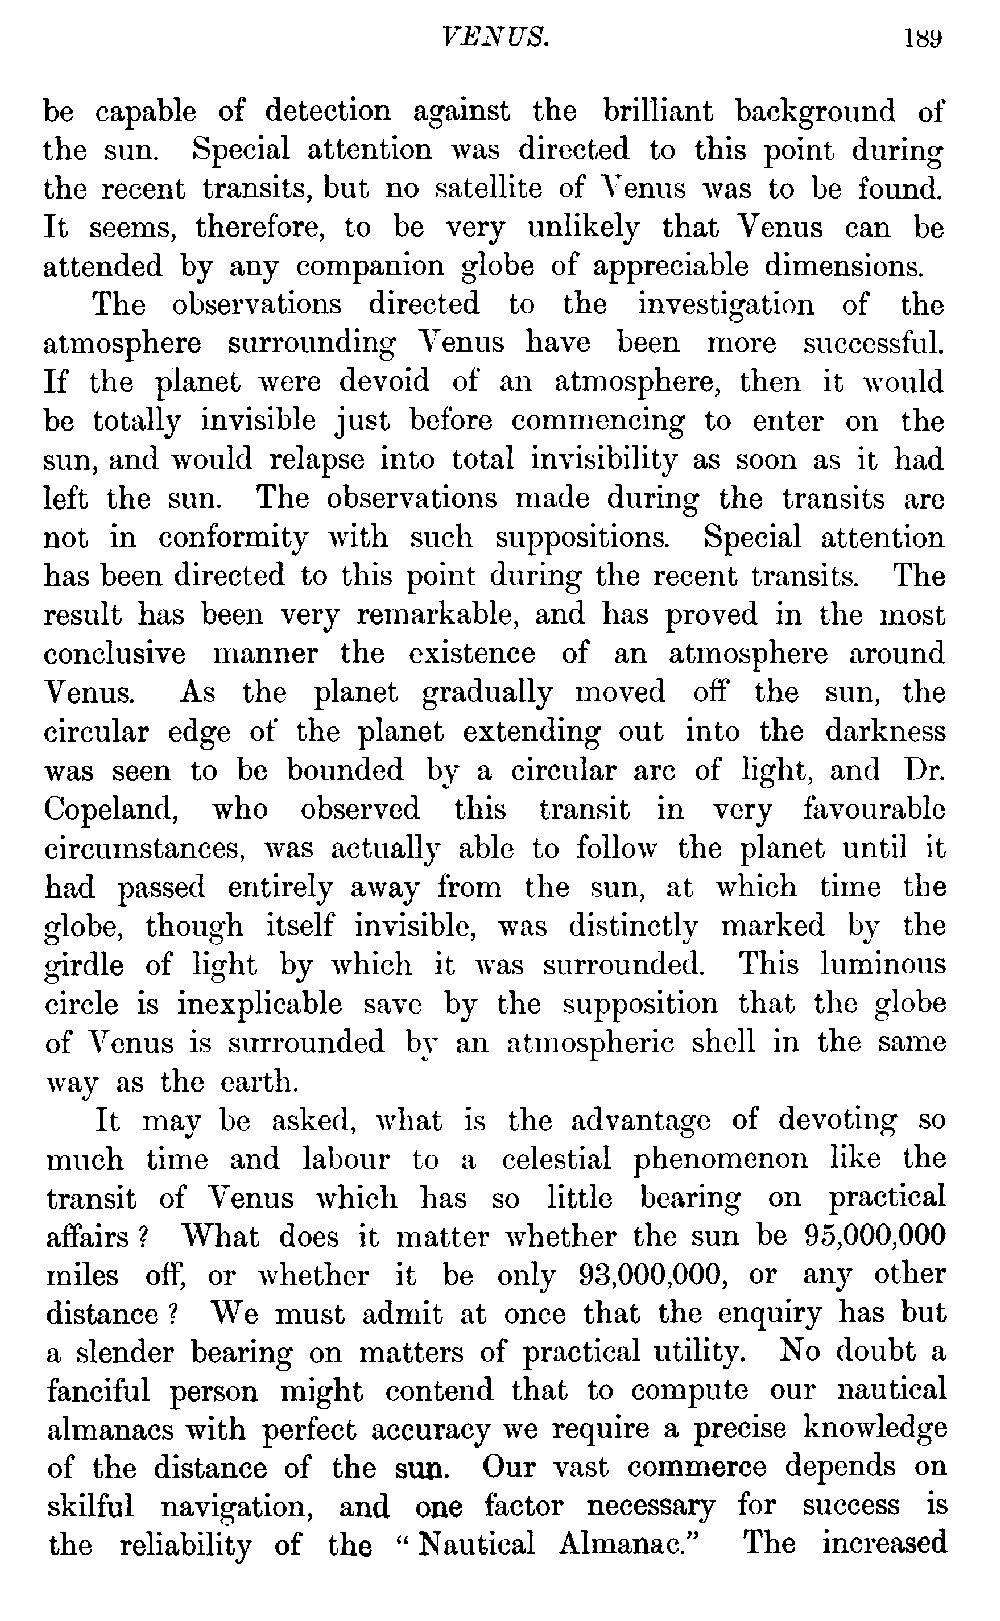 VENUS. 189
be capable of detection against the brilliant background of
the sun. Special attention was directed to this point during
the recent transits, but no satellite of Venus was to be found.
It seems, therefore, to be very unlikely that Venus can be
attended by any companion globe of appreciable dimensions.
The observations directed to the investigation of the
atmosphere surrounding Venus have been more successful.
If the planet were devoid of an atmosphere, then it would
be totally invisible just before commencing to enter on the
sun, and would relapse into total invisibility as soon as it had
left the sun. The observations made during the transits are
not in conformity with such suppositions. Special attention
has been directed to this point during the recent transits. The
result has been very remarkable, and has proved in the most
conclusive manner the existence of an atmosphere around
Venus. As the planet gradually moved off the sun, the
circular edge of the planet extending out into the darkness
was seen to be bounded by a circular arc of light, and Dr.
Copeland, who observed this transit in very favourable
circumstances, was actually able to follow the planet until it
had passed entirely away from the sun, at which time the
globe, though itself invisible, was distinctly marked by the
girdle of light by which it was surrounded. This luminous
circle is inexplicable save by the supposition that the globe
of Venus is surrounded by an atmospheric shell in the same
way as the earth.
It may be asked, what is the advantage of devoting so
much time and labour to a celestial phenomenon like the
transit of Venus which has so little bearing on practical
affairs ? What does it matter whether the sun be 95,000,000
miles off, or whether it be only 93,000,000, or any other
distance ? We must admit at once that the enquiry has but
a slender bearing on matters of practical utility. No doubt a
fanciful person might contend that to compute our nautical
almanacs with perfect accuracy we require a precise knowledge
of the distance of the sun. Our vast commerce depends on
skilful navigation, and one factor necessary for success is
the reliability of the “ Nautical Almanac.” The increased